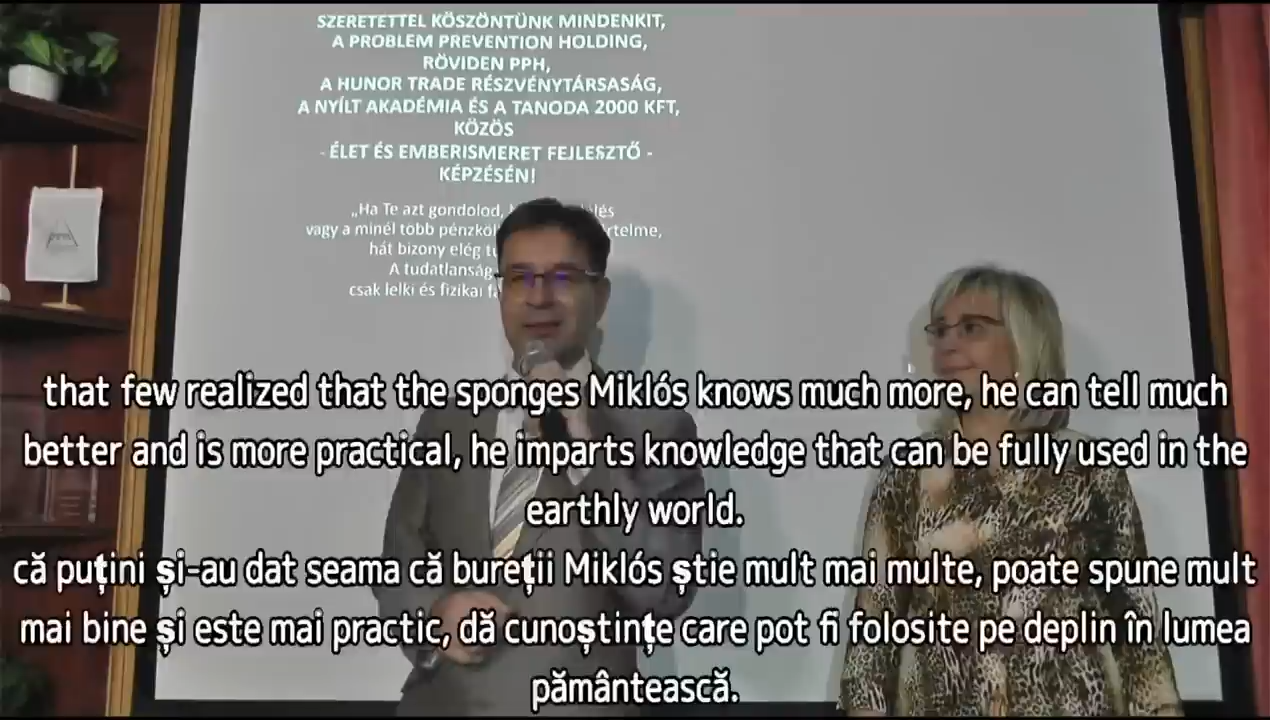 SZERETETTEL KÖSZÖNTÜNK MINDENKIT,
A PROBLEM PREVENTION HOLDING,
RÖVIDEN PPH,
A HUNOR TRADE RÉSZVÉNYTÁRSASÁG,
A NYÍLT AKADÉMIA ÉS A TANODA 2000 KFT,
KÖZÖS
- ÉLET ÉS EMBERISMERET FEJLESZTŐ -
KÉPZÉSÉN!
„Ha Te azt gondolod,
vagy a minél több
hát bizony elég
A tudatlanság
csak lelki és fizikai
that few realized that the sponges Miklós knows much more, he can tell much
better and is more practical, he imparts knowledge that can be fully used in the
earthly world.
că puțini și-au dat seama că bureții Miklós știe mult mai multe, poate spune mult
mai bine și este mai practic, dă cunoștințe care pot fi folosite pe deplin în lumea
pământească.